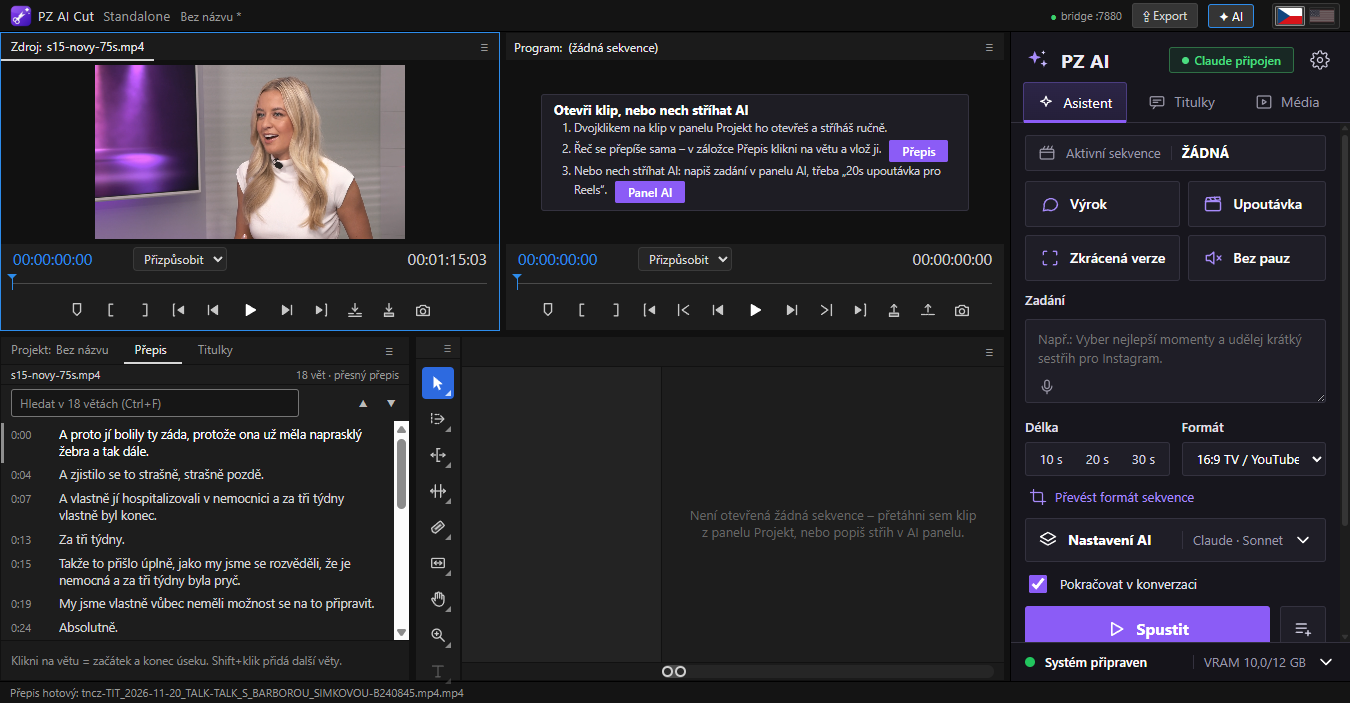 PZ AI Cut Standalone Bez názvu *
bridge :7880
Export
AI
Zdroj: s15-novy-75s.mp4
00:00:00:00
Přizpůsobit
00:01:15:03
Program: (žádná sekvence)
Otevři klip, nebo nech stříhat AI
1. Dvojklikem na klip v panelu Projekt ho otevřeš a stříháš ručně.
2. Řeč se přepíše sama – v záložce Přepis klikni na větu a vlož ji. Přepis
3. Nebo nech stříhat AI: napiš zadání v panelu AI, třeba „20s upoutávka pro
Reels“. Panel AI
00:00:00:00
Přizpůsobit
00:00:00:00
Projekt: Bez názvu
Přepis
Titulky
s15-novy-75s.mp4
18 vět · přesný přepis
Hledat v 18 větách (Ctrl+F)
0:00 A proto jí bolily ty záda, protože ona už měla naprasklý
žebra a tak dále.
0:04 A zjistilo se to strašně, strašně pozdě.
0:07 A vlastně jí hospitalizovali v nemocnici a za tři týdny
vlastně byl konec.
0:13 Za tři týdny.
0:15 Takže to přišlo úplně, jako my jsme se rozvěděli, že je
nemocná a za tři týdny byla pryč.
0:19 My jsme vlastně vůbec neměli možnost se na to připravit.
0:24 Absolutně.
Klikni na větu = začátek a konec úseku. Shift+klik přidá další věty.
Není otevřená žádná sekvence – přetáhni sem klip
z panelu Projekt, nebo popiš střih v AI panelu.
PZ AI
Claude připojen
Asistent
Titulky
Média
Aktivní sekvence
ŽÁDNÁ
Výrok
Upoutávka
Zkrácená verze
Bez pauz
Zadání
Např.: Vyber nejlepší momenty a udělej krátký
sestřih pro Instagram.
Délka
Formát
10 s 20 s 30 s
16:9 TV / YouTube
Převést formát sekvence
Nastavení AI
Claude · Sonnet
Pokračovat v konverzaci
Spustit
Systém připraven
VRAM 10,0/12 GB
Přepis hotový: tncz-TIT_2026-11-20_TALK-TALK_S_BARBOROU_SIMKOVOU-B240845.mp4.mp4